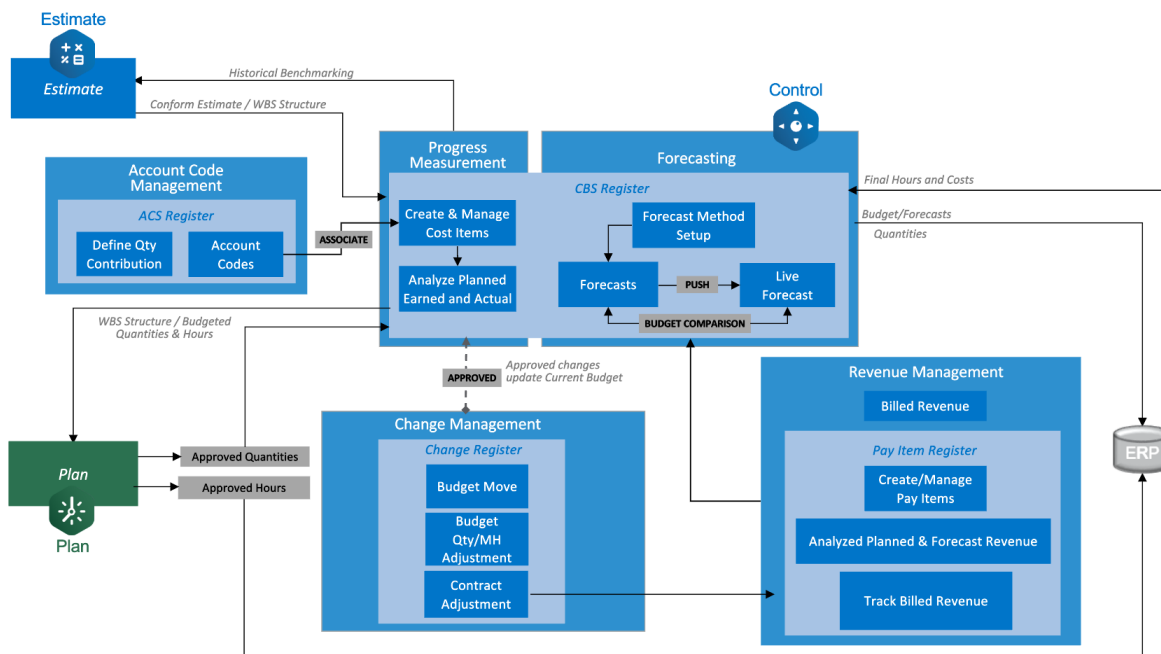 Estimate
Estimate
Historical Benchmarking
Conform Estimate / WBS Structure
Control
Progress
Measurement
Forecasting
Account Code
Management
ACS Register
Define Qty
Contribution
Account
Codes
ASSOCIATE
CBS Register
Create & Manage
Cost Items
Analyze Planned
Earned and Actual
Forecast Method
Setup
Forecasts
PUSH
Live
Forecast
BUDGET COMPARISON
Final Hours and Costs
Budget/Forecasts
Quantities
WBS Structure / Budgeted
Quantities & Hours
APPROVED
Approved changes
update Current Budget
Plan
Plan
Approved Quantities
Approved Hours
Change Management
Change Register
Budget Move
Budget
Qty/MH
Adjustment
Contract
Adjustment
Revenue Management
Billed Revenue
Pay Item Register
Create/Manage
Pay Items
Analyzed Planned & Forecast Revenue
Track Billed Revenue
ERP